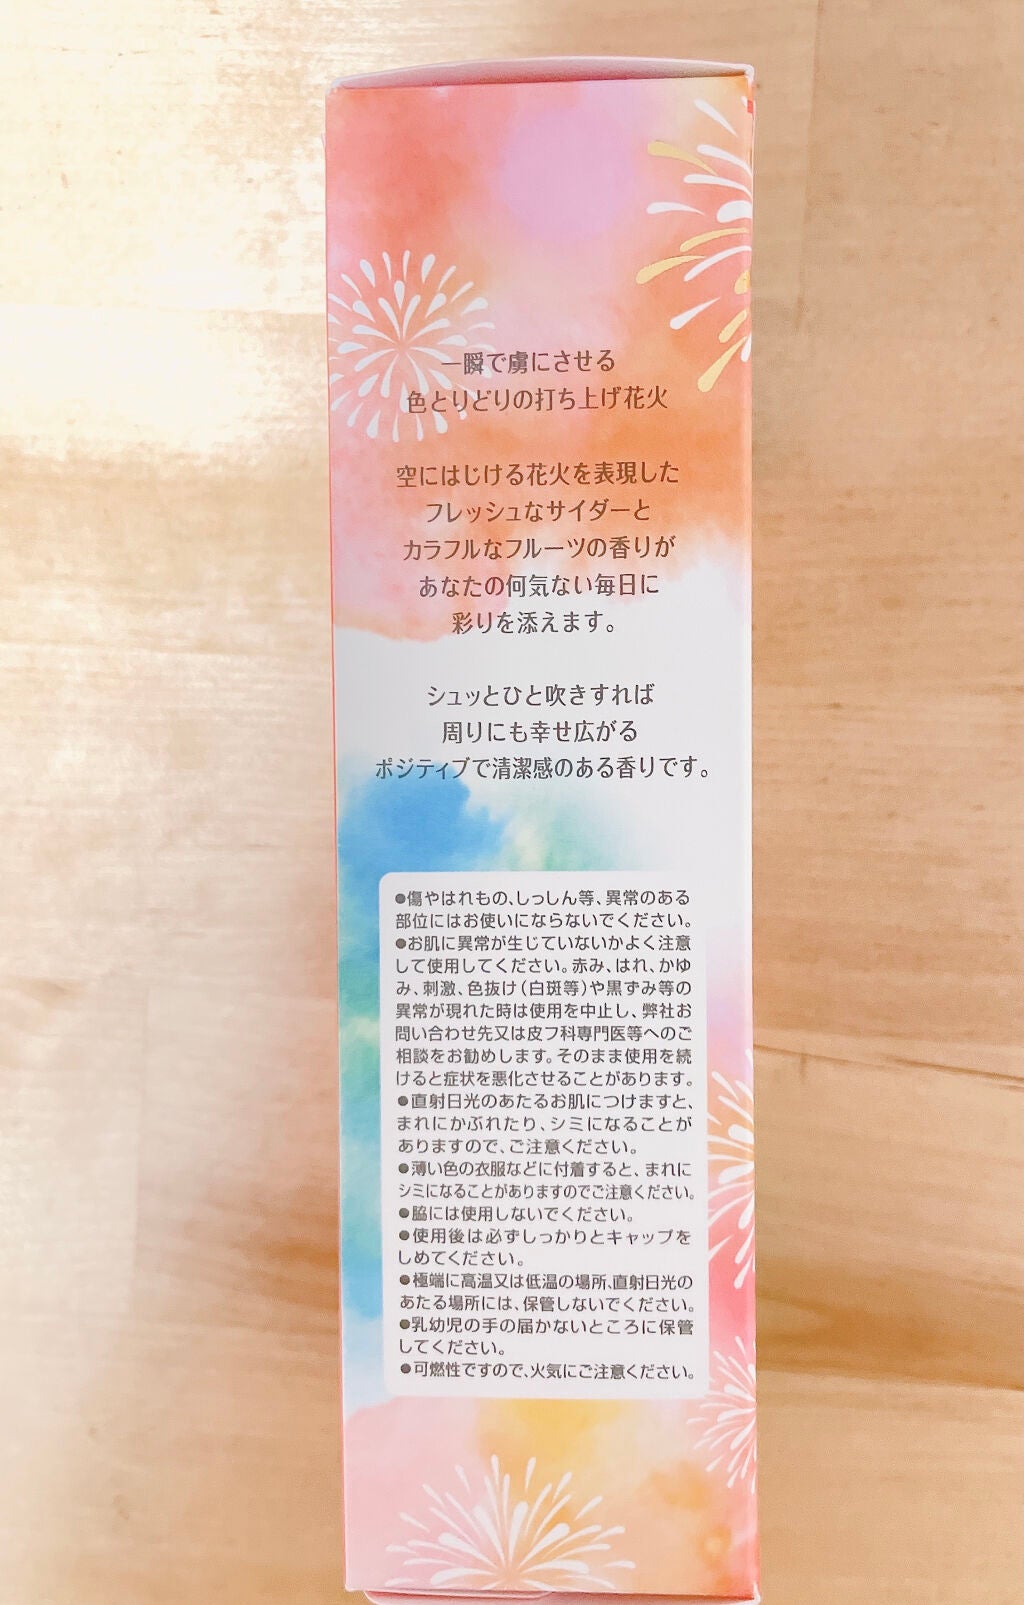 一瞬で虜にさせる
色とりどりの打ち上げ花火
空にはじける花火を表現した
フレッシュなサイダーと
カラフルなフルーツの香りが
あなたの何気ない毎日に
彩りを添えます。
シュッとひと吹きすれば
周りにも幸せ広がる
ポジティブで清潔感のある香りです。
●傷やはれもの、しっしん等、異常のある
部位にはお使いにならないでください。
●お肌に異常が生じていないかよく注意
して使用してください。赤み、はれ、かゆ
み、刺激、色抜け(白斑等)や黒ずみ等の
異常が現れた時は使用を中止し、弊社お
問い合わせ先又は皮フ科専門医等へのご
相談をお勧めします。そのまま使用を続
けると症状を悪化させることがあります。
●直射日光のあたるお肌につけますと、
まれにかぶれたり、シミになることが
ありますので、ご注意ください。
●薄い色の衣服などに付着すると、まれに
シミになることがありますのでご注意ください。
●脇には使用しないでください。
●使用後は必ずしっかりとキャップを
しめてください。
●極端に高温又は低温の場所、直射日光の
あたる場所には、保管しないでください。
●乳幼児の手の届かないところに保管
してください。
●可燃性ですので、火気にご注意ください。